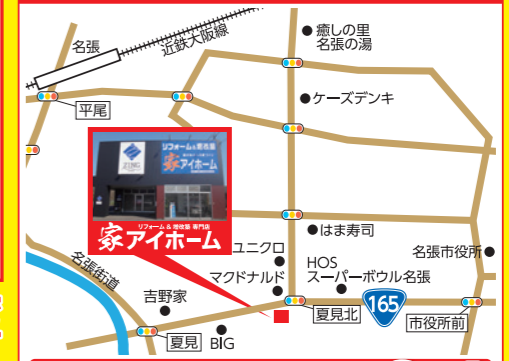 癒しの里
名張の湯
名張
近鉄大阪線
平尾
ケーズデンキ
ZING
リフォーム&増改築
家アイホーム
リフォーム & 増改築 専門店
家アイホーム
はま寿司
ユニクロ
名張市役所
HOS
スーパーボウル名張
マクドナルド
名張街道
吉野家
夏見北
165
市役所前
夏見
BIG